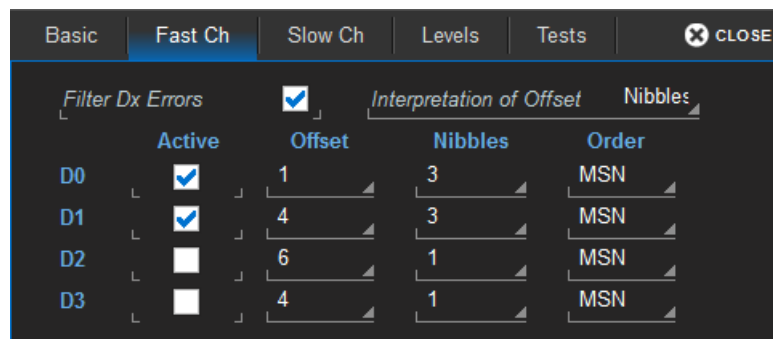 Basic Fast Ch Slow Ch Levels Tests CLOSE
Filter Dx Errors Interpretation of Offset Nibbles
Active Offset Nibbles Order
D0 1 3 MSN
D1 4 3 MSN
D2 6 1 MSN
D3 4 1 MSN